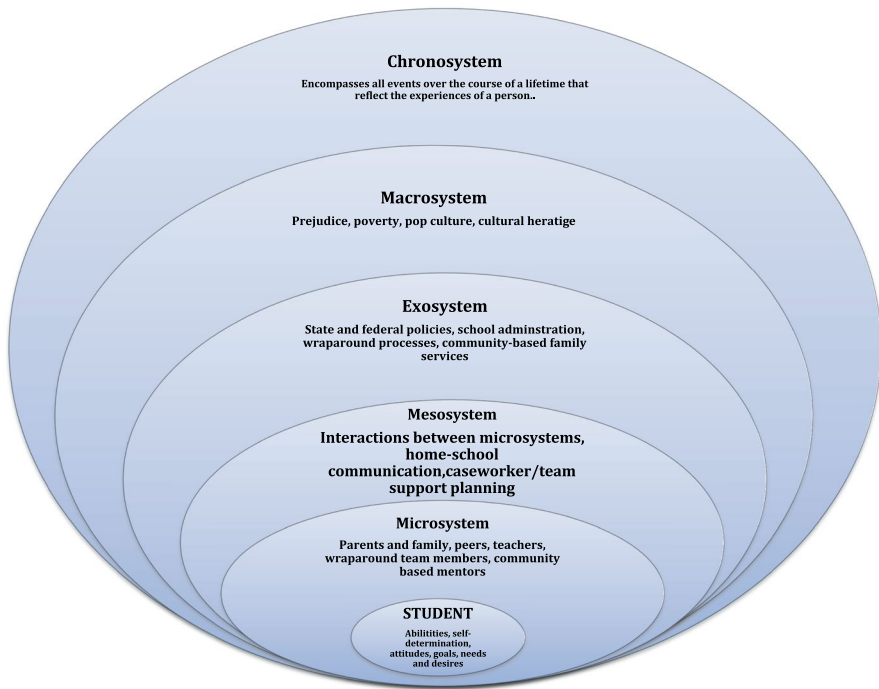 Chronosystem
Encompasses all events over the course of a lifetime that
reflect the experiences of a person..
Macrosystem
Prejudice, poverty, pop culture, cultural heratige
Exosystem
State and federal policies, school adminstration,
wraparound processes, community-based family
services
Mesosystem
Interactions between microsystems,
home-school
communication,caseworker/team
support planning
Microsystem
Parents and family, peers, teachers,
wraparound team members, community
based mentors
STUDENT
Abilitities, self-
determination,
attitudes, goals, needs
and desires